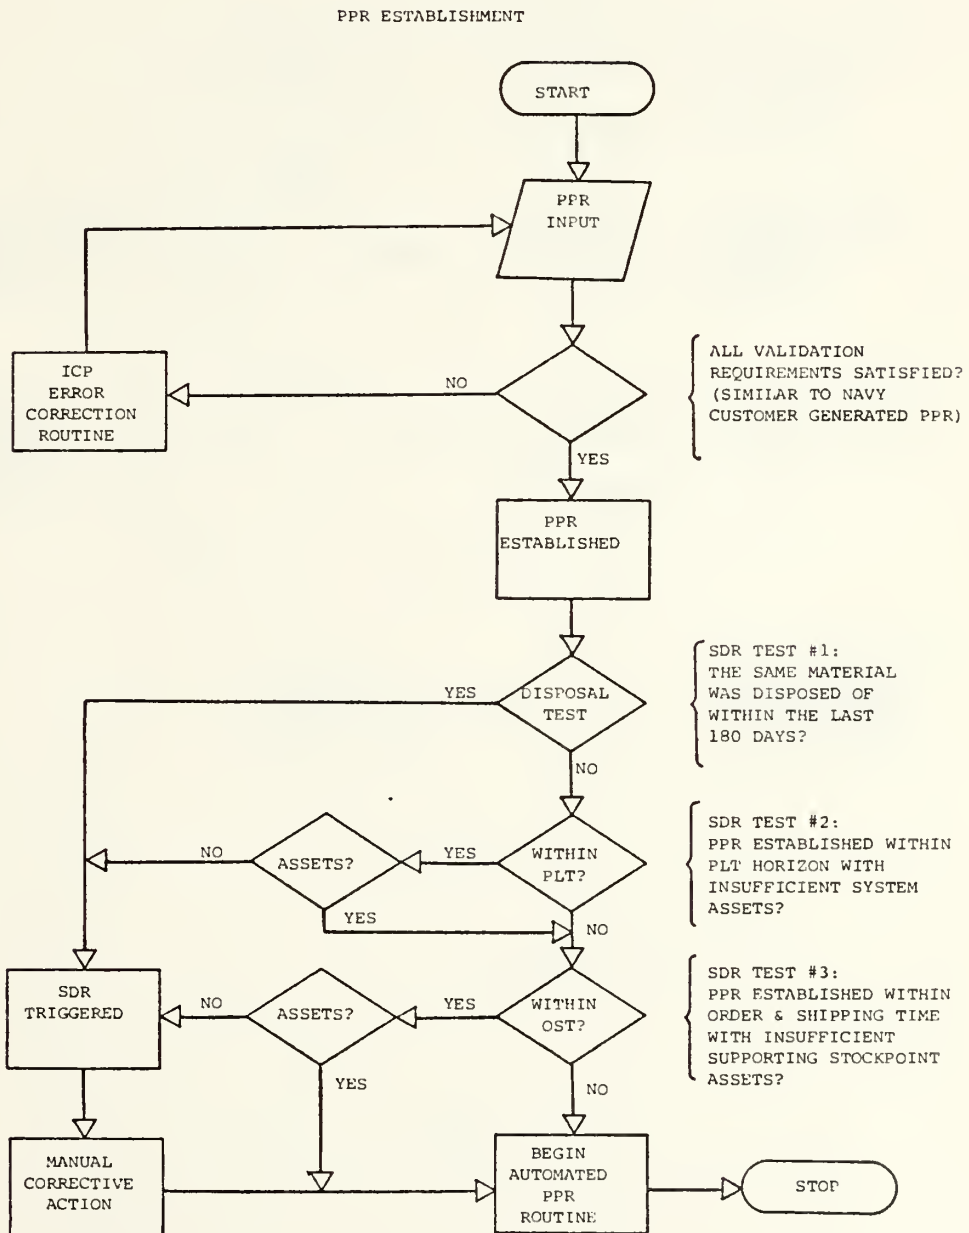 PPR ESTABLISHMENT
START
PPR
INPUT
ICP
ERROR
CORRECTION
ROUTINE
NO
ALL VALIDATION
REQUIREMENTS SATISFIED?
(SIMILAR TO NAVY
CUSTOMER GENERATED PPR)
YES
PPR
ESTABLISHED
YES
DISPOSAL
TEST
SDR TEST #1:
THE SAME MATERIAL
WAS DISPOSED OF
WITHIN THE LAST
180 DAYS?
NO
NO
ASSETS?
YES
WITHIN
PLT?
SDR TEST #2:
PPR ESTABLISHED WITHIN
PLT HORIZON WITH
INSUFFICIENT SYSTEM
ASSETS?
YES
NO
SDR
TRIGGERED
NO
ASSETS?
YES
WITHIN
OST?
SDR TEST #3:
PPR ESTABLISHED WITHIN
ORDER & SHIPPING TIME
WITH INSUFFICIENT
SUPPORTING STOCKPOINT
ASSETS?
YES
NO
MANUAL
CORRECTIVE
ACTION
BEGIN
AUTOMATED
PPR
ROUTINE
STOP